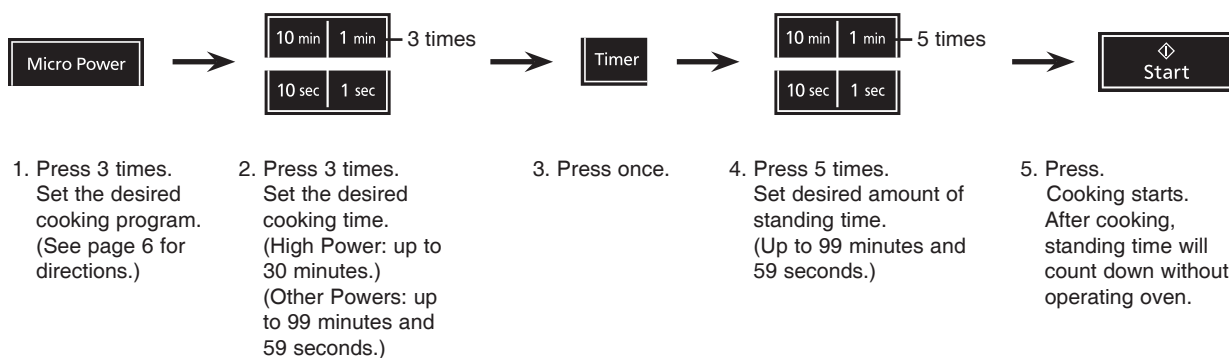 Micro Power
10 min 1 min 3 times
10 sec 1 sec
Timer
10 min 1 min 5 times
10 sec 1 sec
Start
1. Press 3 times.
Set the desired
cooking program.
(See page 6 for
directions.)
2. Press 3 times.
Set the desired
cooking time.
(High Power: up to
30 minutes.)
(Other Powers: up
to 99 minutes and
59 seconds.)
3. Press once.
4. Press 5 times.
Set desired amount of
standing time.
(Up to 99 minutes and
59 seconds.)
5. Press.
Cooking starts.
After cooking,
standing time will
count down without
operating oven.